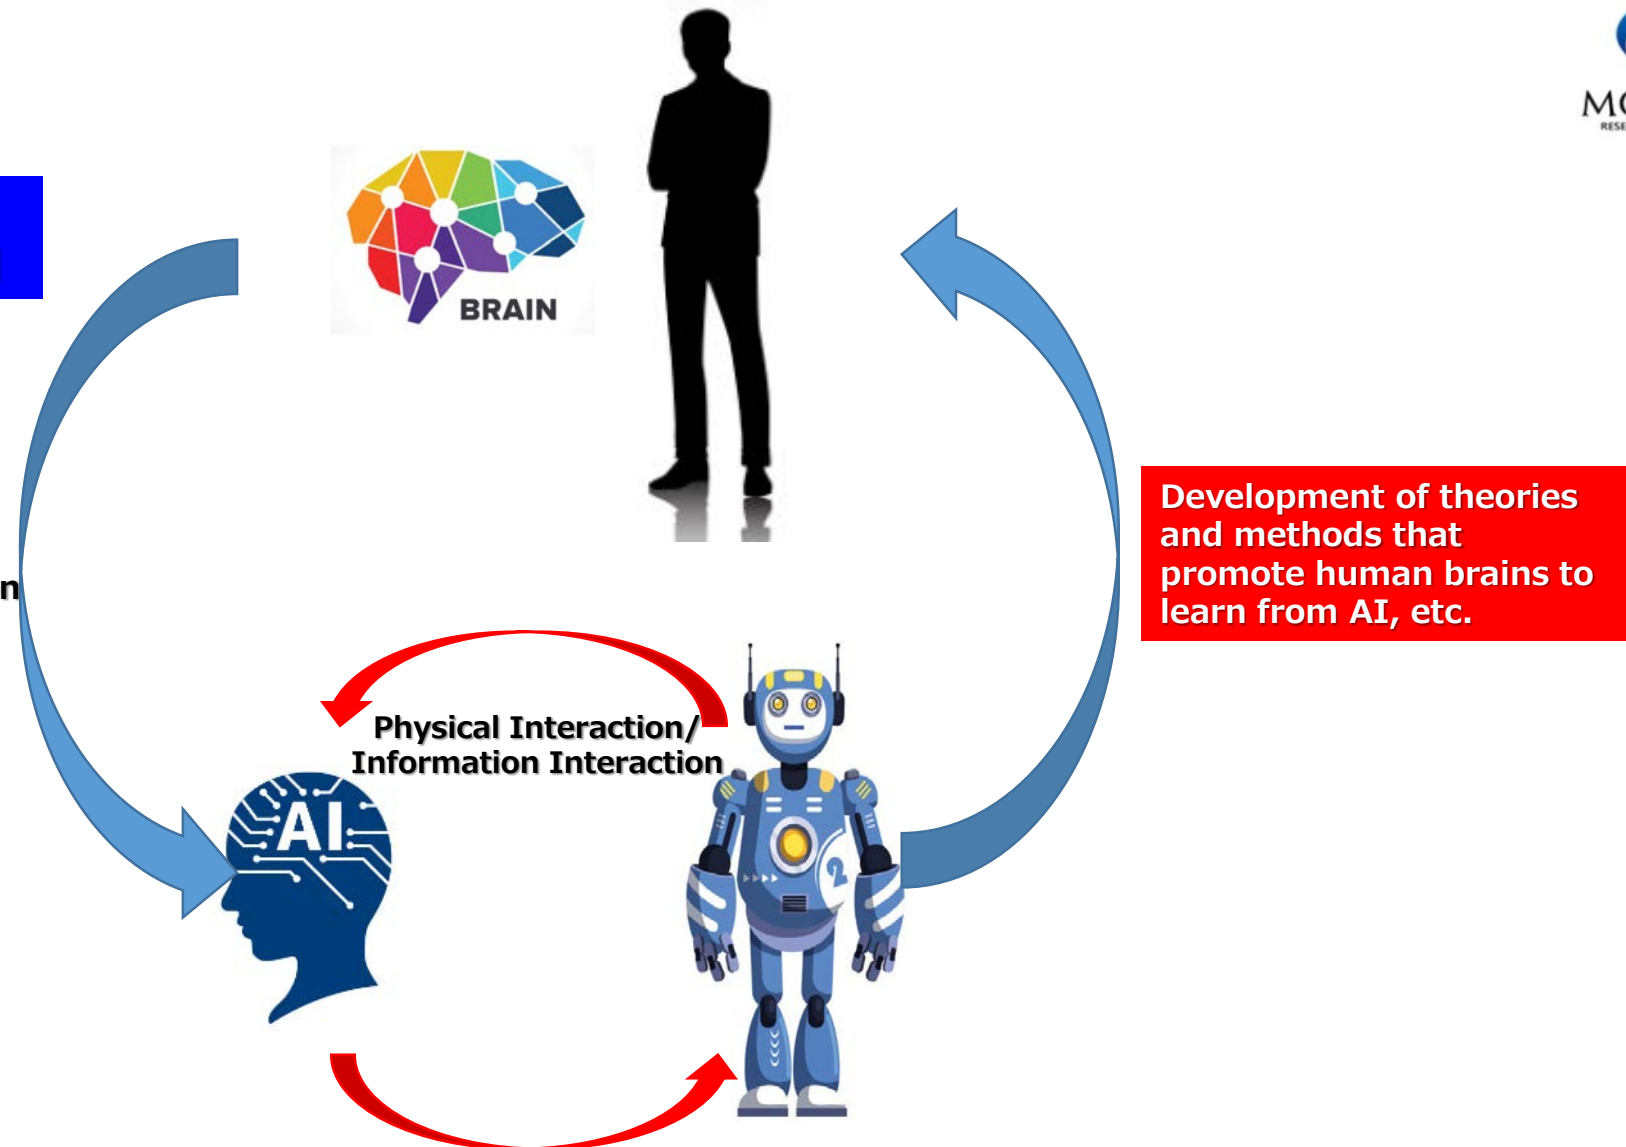 BRAIN
Development of theories
and methods that
promote human brains to
learn from AI, etc.
Physical Interaction/
Information Interaction
AI
2